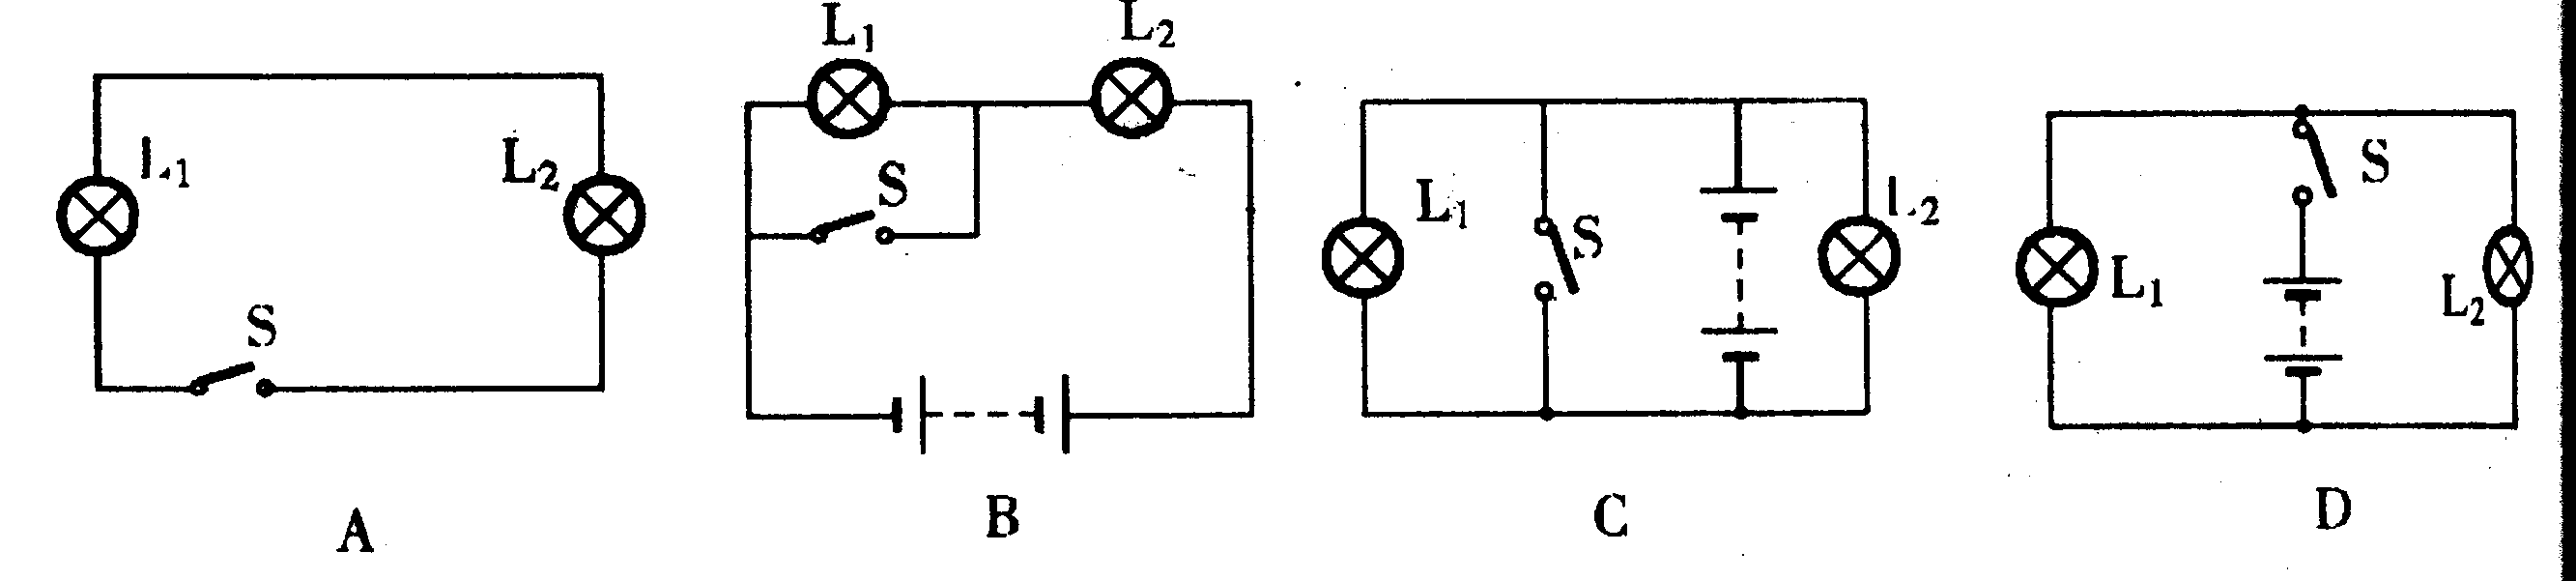 L₁ L₂ S
L₁ L₂ S
L₁ S L₂
S L₁ L₂
A B C D